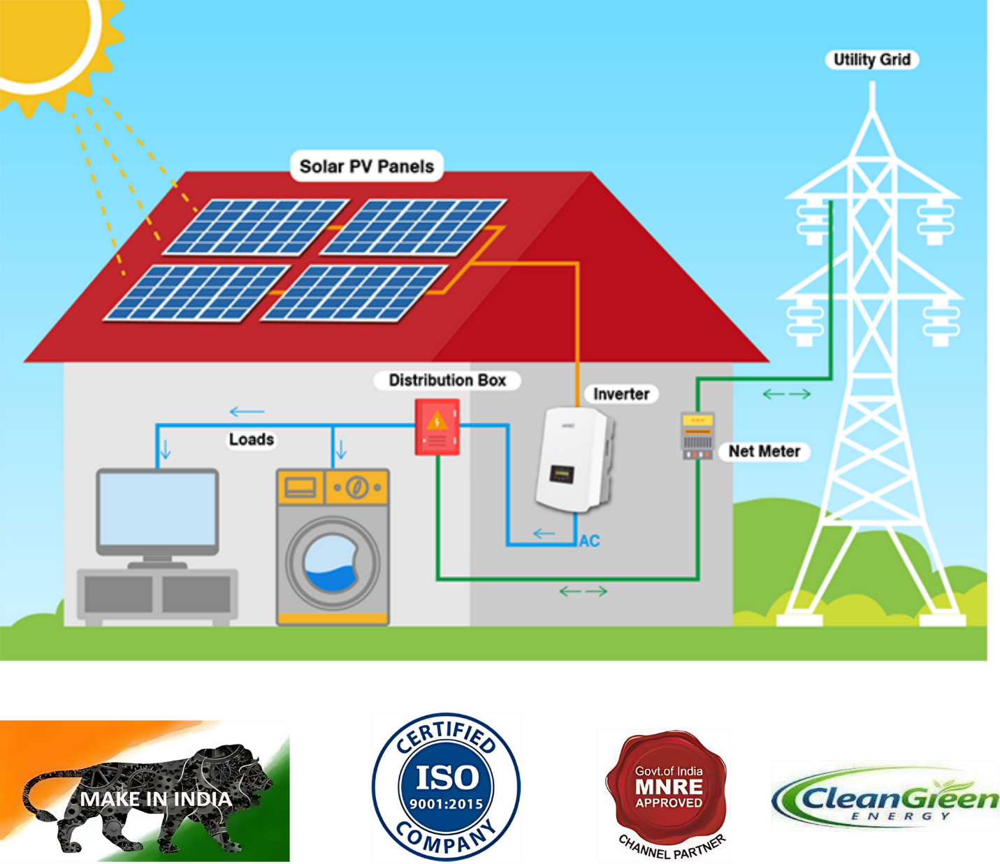 Utility Grid
Solar PV Panels
Distribution Box
Inverter
Loads
Net Meter
AC
MAKE IN INDIA
CERTIFIED
ISO
9001:2015
COMPANY
Govt.of India
MNRE
APPROVED
CHANNEL PARTNER
CleanGreen
ENERGY